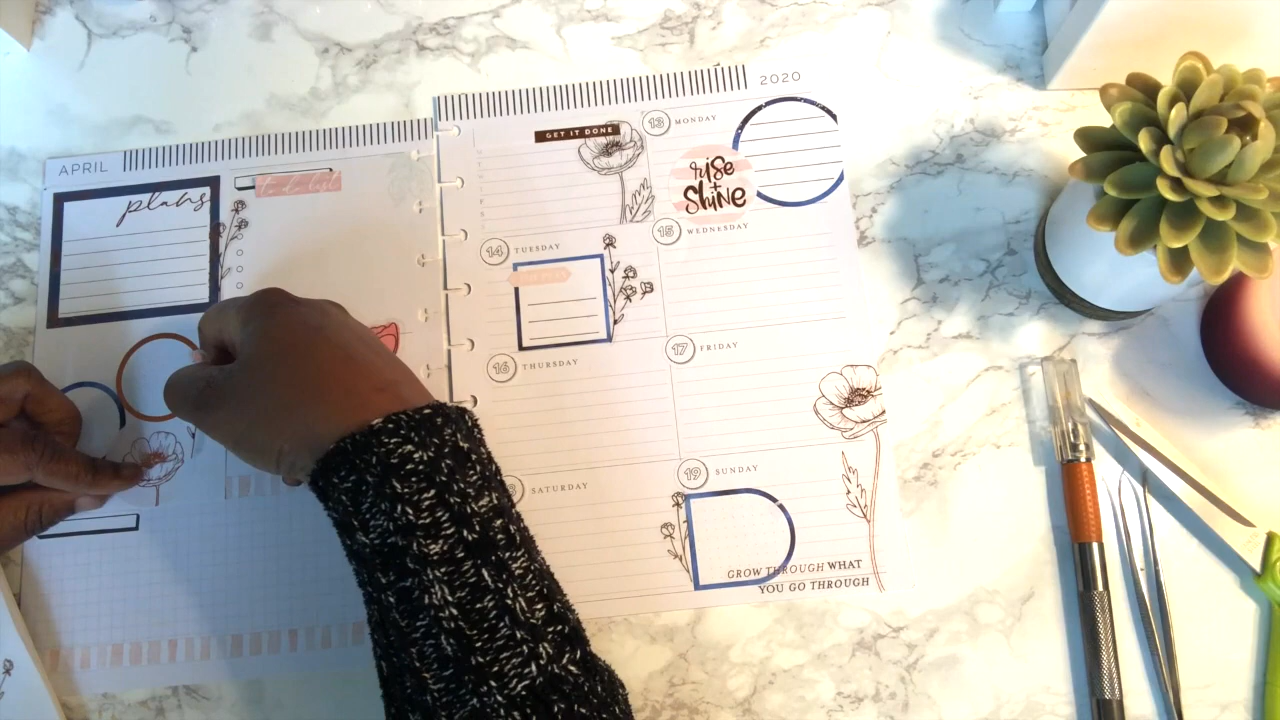 APRIL
plans
to do list
2020
GET IT DONE
13 MONDAY
rise
+
Shine
14 TUESDAY
15 WEDNESDAY
16 THURSDAY
17 FRIDAY
SATURDAY
19 SUNDAY
GROW THROUGH WHAT
YOU GO THROUGH